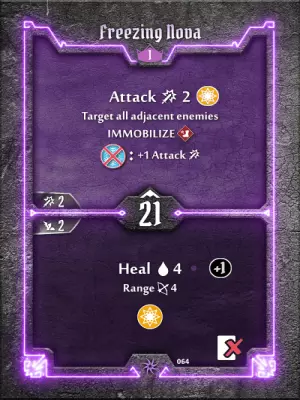 Freezing Nova
1
Attack 2
Target all adjacent enemies
IMMOBILIZE
: +1 Attack
2
21
2
Heal 4 +1
Range 4
064